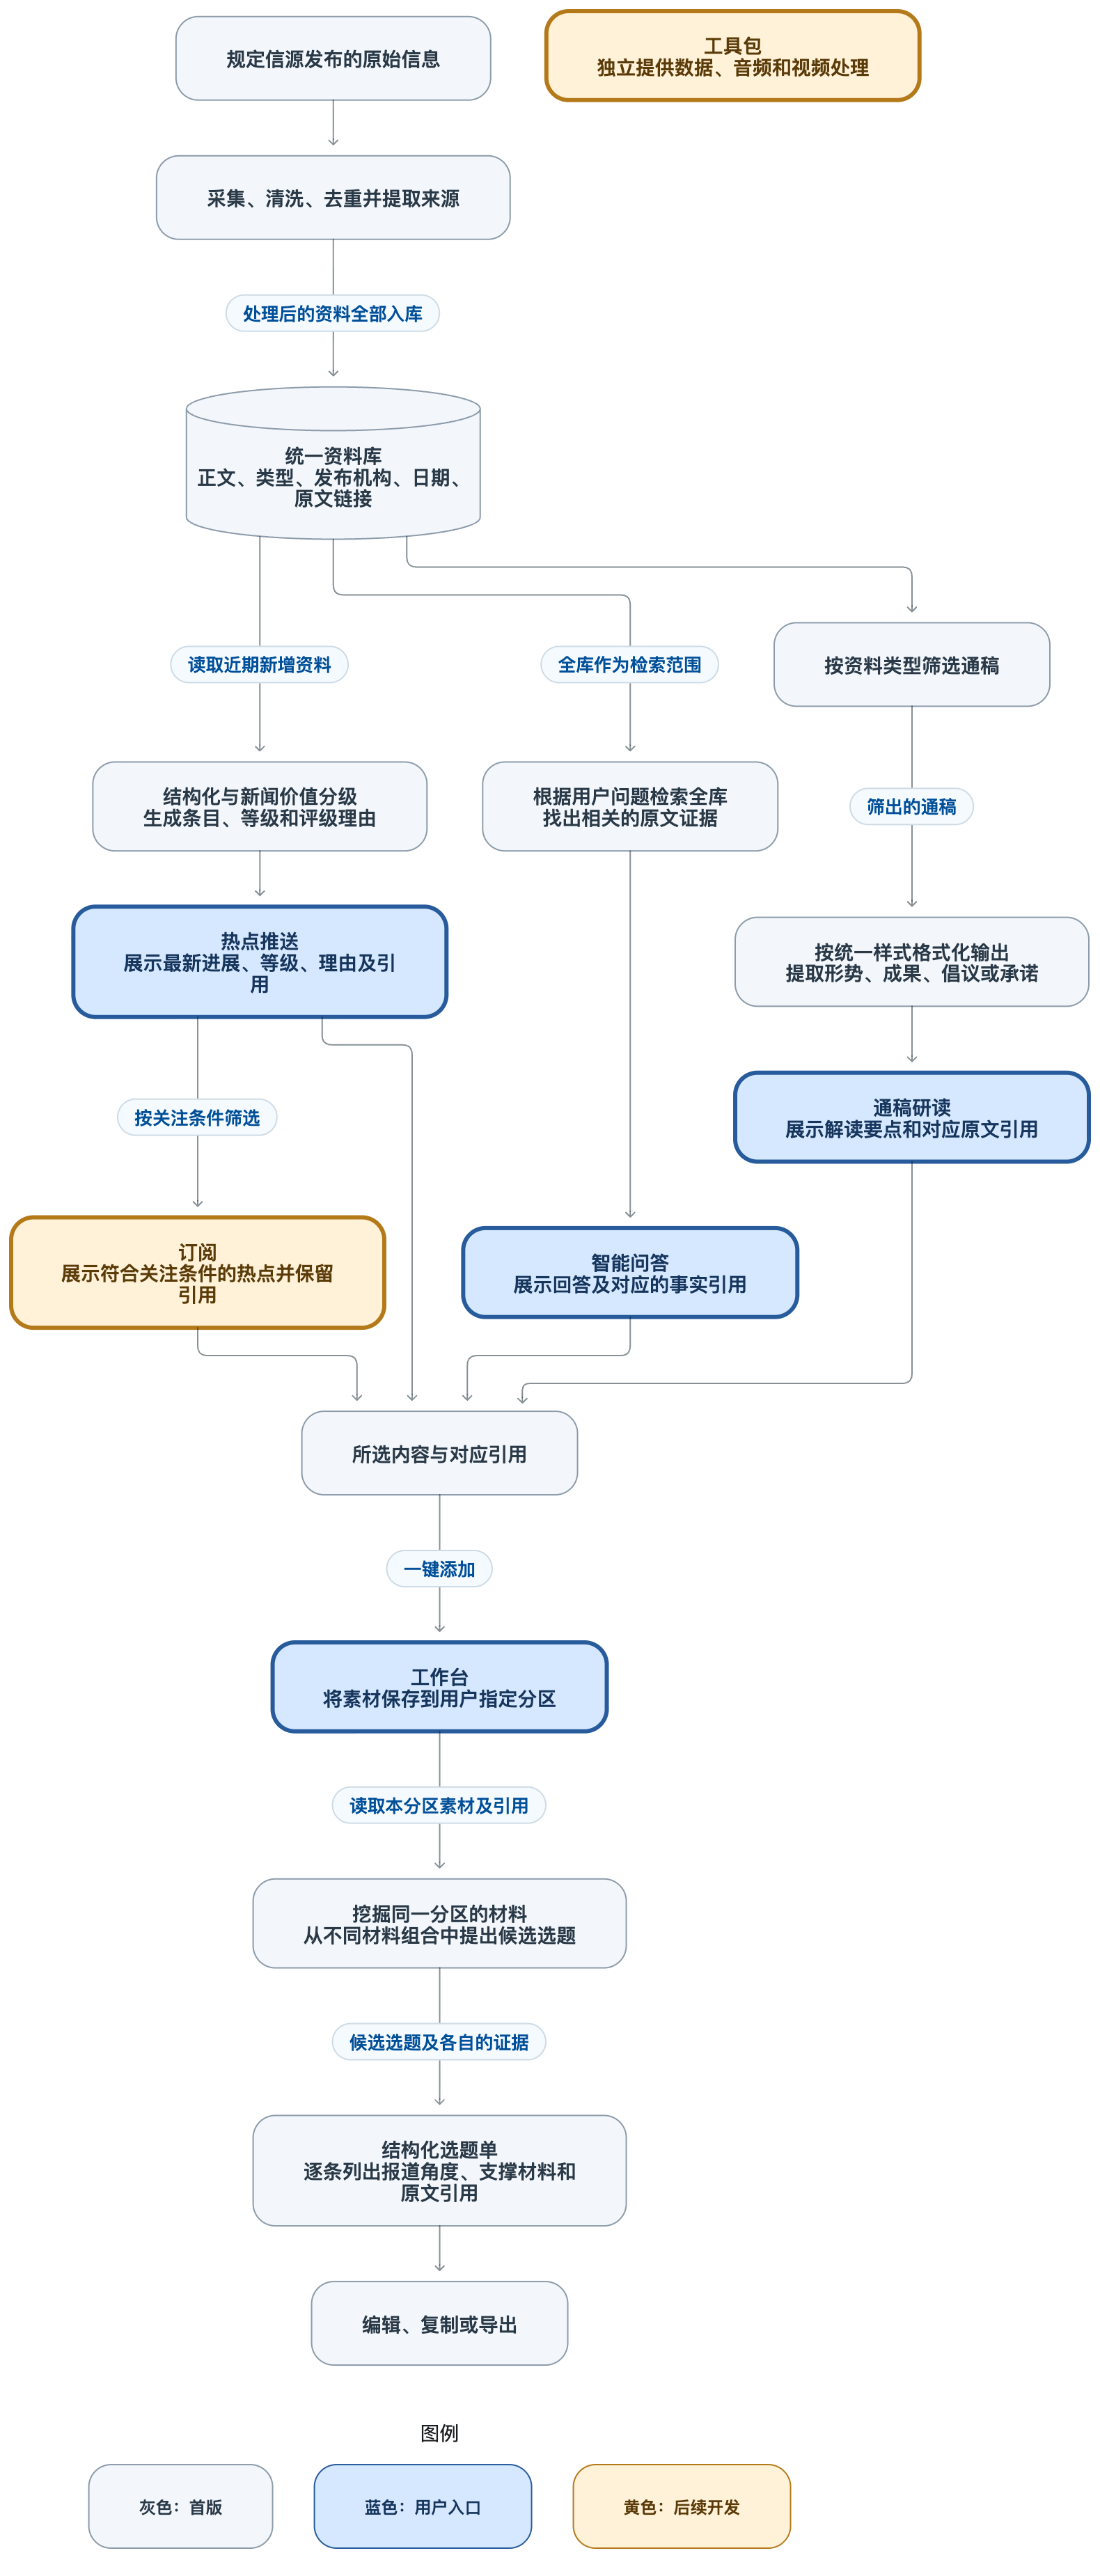 规定信源发布的原始信息
工具包
独立提供数据、音频和视频处理
采集、清洗、去重并提取来源
处理后的资料全部入库
统一资料库
正文、类型、发布机构、日期、
原文链接
读取近期新增资料
全库作为检索范围
按资料类型筛选通稿
结构化与新闻价值分级
生成条目、等级和评级理由
根据用户问题检索全库
找出相关的原文证据
筛出的通稿
热点推送
展示最新进展、等级、理由及引
用
按统一样式格式化输出
提取形势、成果、倡议或承诺
按关注条件筛选
通稿研读
展示解读要点和对应原文引用
订阅
展示符合关注条件的热点并保留
引用
智能问答
展示回答及对应的事实引用
所选内容与对应引用
一键添加
工作台
将素材保存到用户指定分区
读取本分区素材及引用
挖掘同一分区的材料
从不同材料组合中提出候选选题
候选选题及各自的证据
结构化选题单
逐条列出报道角度、支撑材料和
原文引用
编辑、复制或导出
图例
灰色：首版
蓝色：用户入口
黄色：后续开发